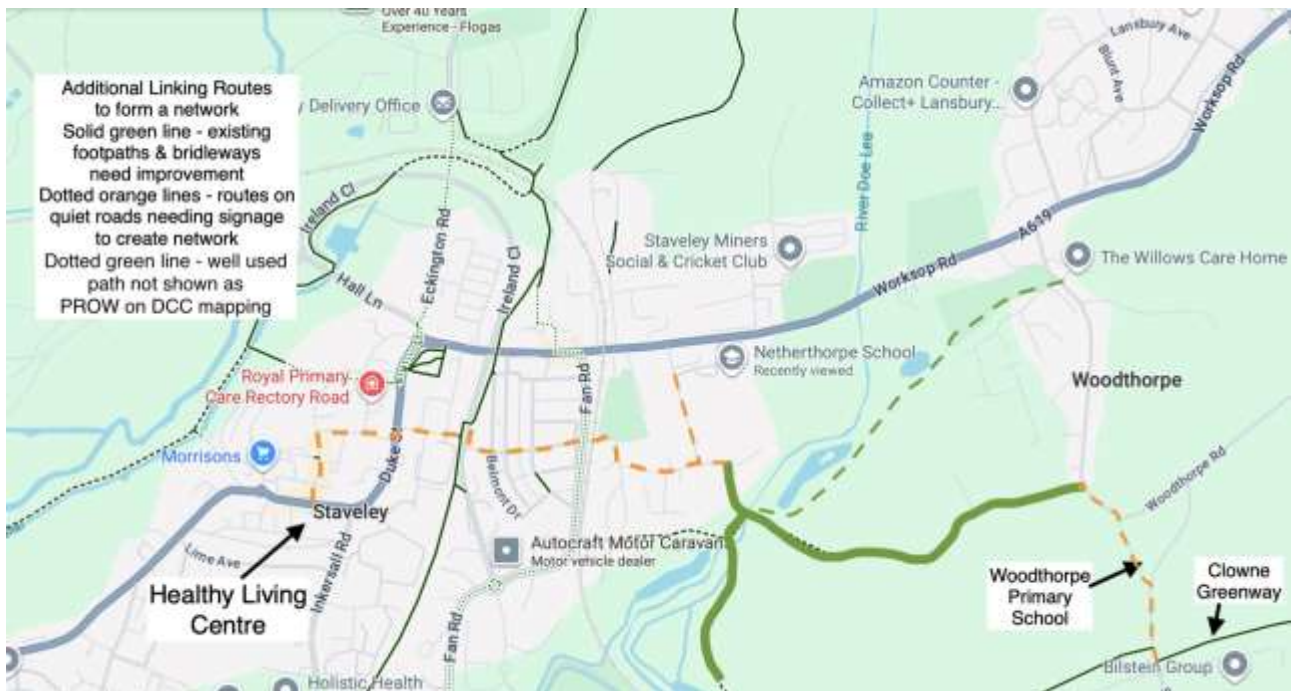 Over 40 Years
Experience - Flogas
Additional Linking Routes
to form a network
Solid green line - existing
footpaths & bridleways
need improvement
Dotted orange lines - routes on
quiet roads needing signage
to create network
Dotted green line - well used
path not shown as
PROW on DCC mapping
y Delivery Office
Lansbury Ave
Blunt Ave
Amazon Counter -
Collect+ Lansbury...
Worksop Rd
River Doe Lee
Ireland Cl
Eckington Rd
Ireland Cl
Hall Ln
Staveley Miners
Social & Cricket Club
A619
Worksop Rd
The Willows Care Home
Royal Primary
Care Rectory Road
Fan Rd
Netherthorpe School
Recently viewed
Woodthorpe
Morrisons
Duke St
Belmont Dr
Woodthorpe Rd
Staveley
Lime Ave
Inkersall Rd
Autocraft Motor Caravan
Motor vehicle dealer
Healthy Living
Centre
Woodthorpe
Primary
School
Clowne
Greenway
Fan Rd
Bilstein Group
Holistic Health